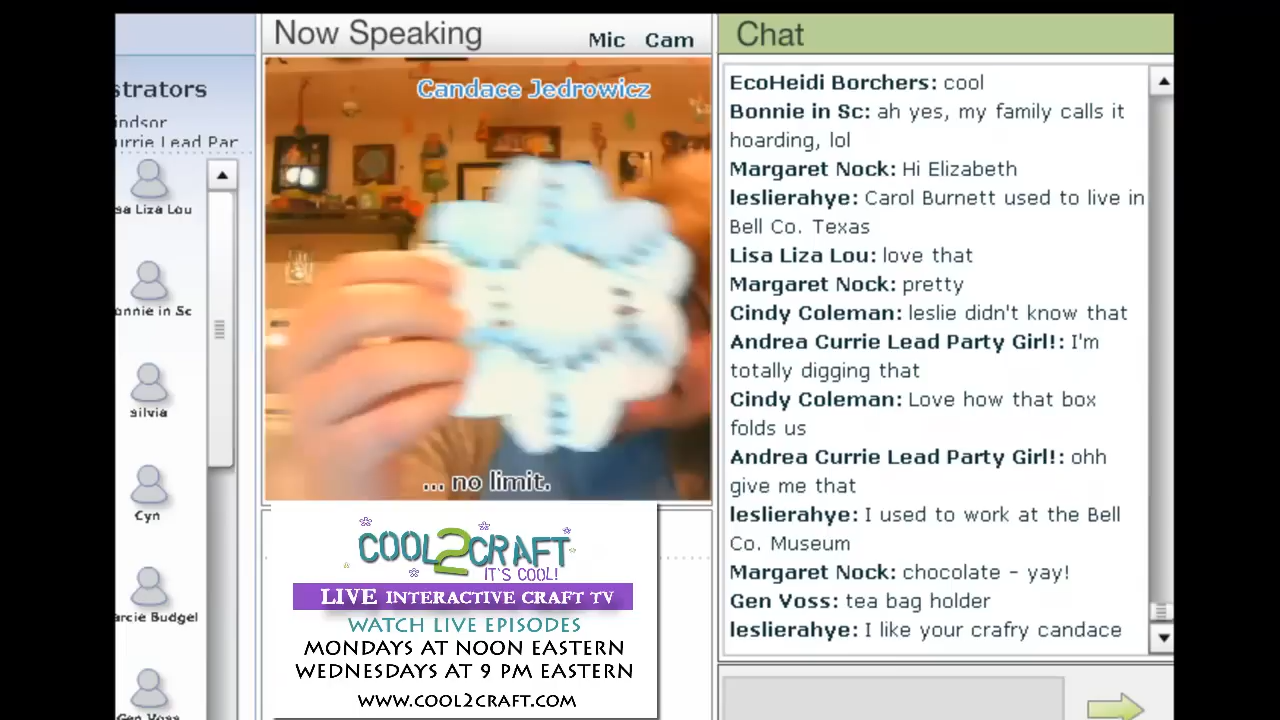 Now Speaking
Mic Cam
Chat
strators
indsor
urrie Lead Par
sa Liza Lou
onnie in Sc
silvia
Cyn
arcie Budgel
Gen Voss
Candace Jedrowicz
... no limit.
COOL2CRAFT
IT'S COOL!
LIVE INTERACTIVE CRAFT TV
WATCH LIVE EPISODES
MONDAYS AT NOON EASTERN
WEDNESDAYS AT 9 PM EASTERN
WWW.COOL2CRAFT.COM
EcoHeidi Borchers: cool
Bonnie in Sc: ah yes, my family calls it
hoarding, lol
Margaret Nock: Hi Elizabeth
leslierahye: Carol Burnett used to live in
Bell Co. Texas
Lisa Liza Lou: love that
Margaret Nock: pretty
Cindy Coleman: leslie didn't know that
Andrea Currie Lead Party Girl!: I'm
totally digging that
Cindy Coleman: Love how that box
folds us
Andrea Currie Lead Party Girl!: ohh
give me that
leslierahye: I used to work at the Bell
Co. Museum
Margaret Nock: chocolate - yay!
Gen Voss: tea bag holder
leslierahye: I like your crafry candace